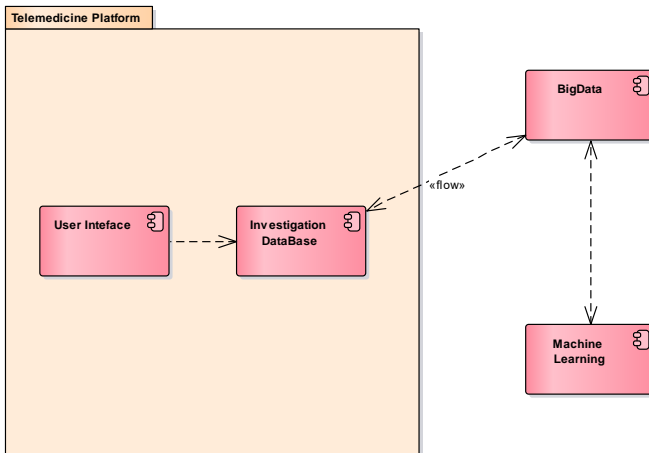 Telemedicine Platform
BigData
«flow»
User Inteface
Investigation
DataBase
Machine
Learning